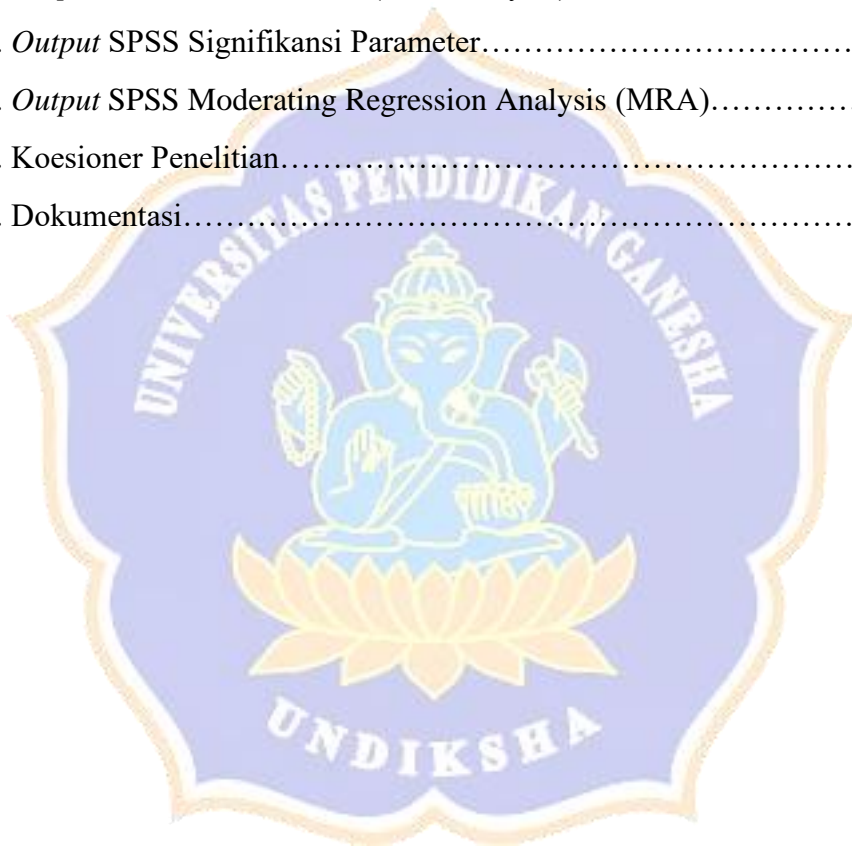 . Output SPSS Signifikansi Parameter……………………………………
. Output SPSS Moderating Regression Analysis (MRA)……………
. Koesioner Penelitian…………………………………………………………
. Dokumentasi……………………………………………………………………
UNIVERSITAS PENDIDIKAN GANESHA
UNDIKSHA